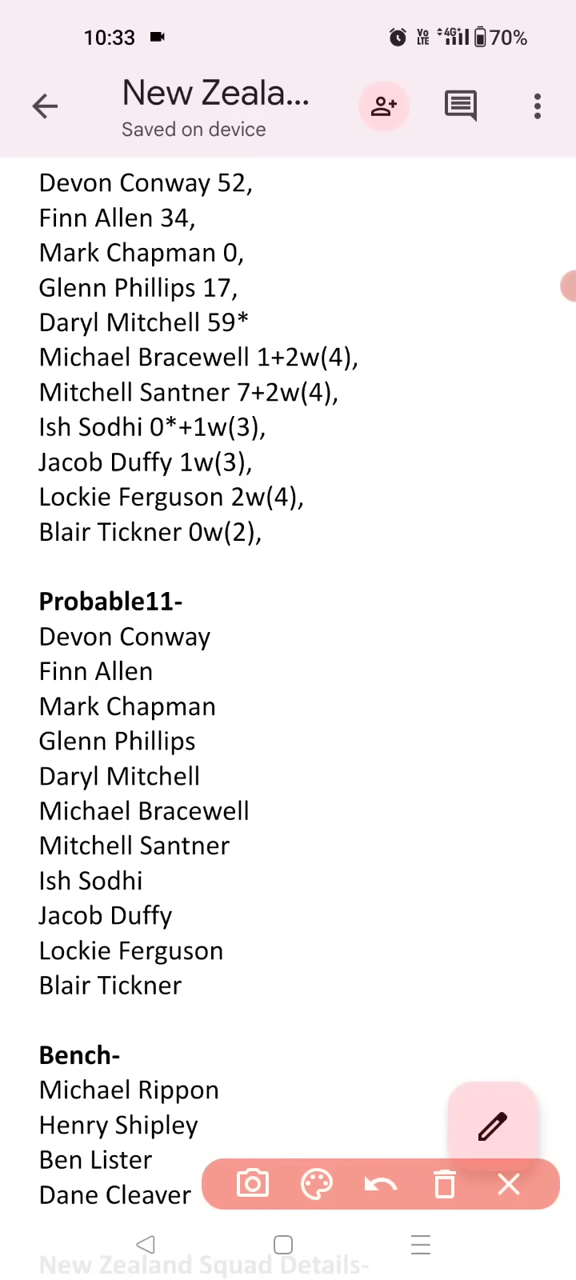 10:33
Vo LTE 4G+ 70%
New Zeala...
Saved on device
Devon Conway 52,
Finn Allen 34,
Mark Chapman 0,
Glenn Phillips 17,
Daryl Mitchell 59*
Michael Bracewell 1+2w(4),
Mitchell Santner 7+2w(4),
Ish Sodhi 0*+1w(3),
Jacob Duffy 1w(3),
Lockie Ferguson 2w(4),
Blair Tickner 0w(2),
Probable11-
Devon Conway
Finn Allen
Mark Chapman
Glenn Phillips
Daryl Mitchell
Michael Bracewell
Mitchell Santner
Ish Sodhi
Jacob Duffy
Lockie Ferguson
Blair Tickner
Bench-
Michael Rippon
Henry Shipley
Ben Lister
Dane Cleaver
New Zealand Squad Details-